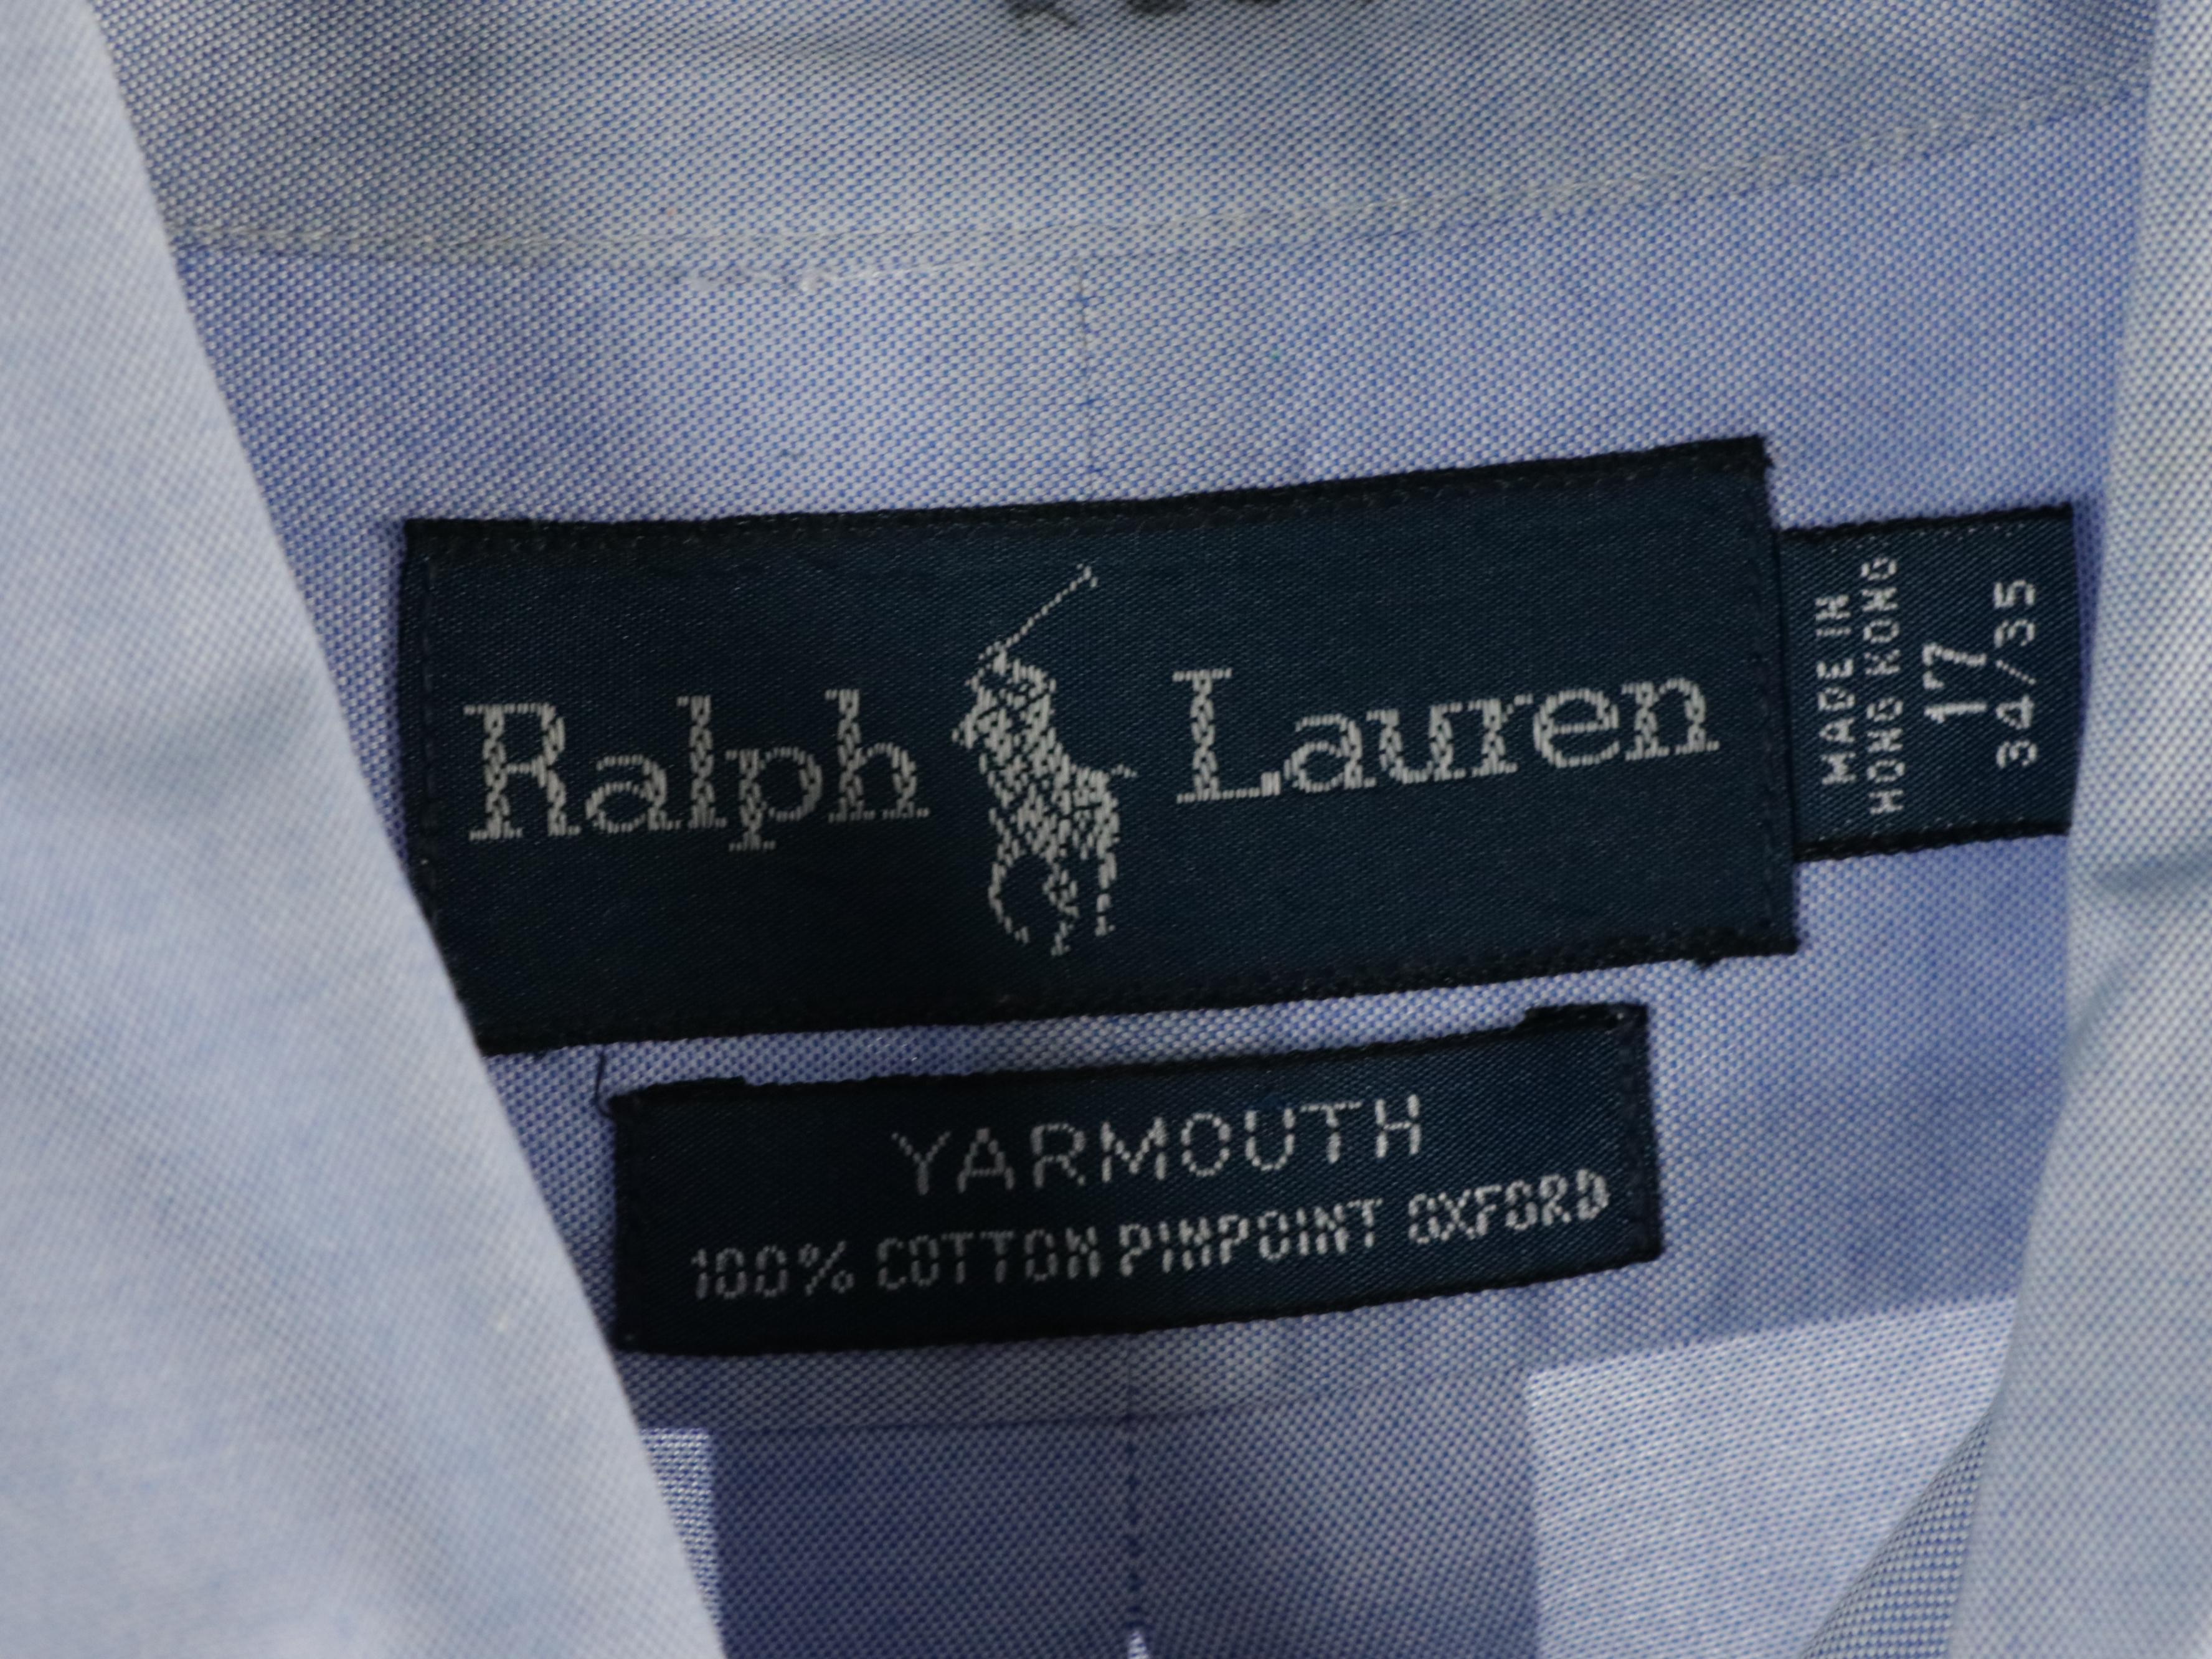 Ralph Lauren
MADE IN
HONG KONG
17
34/35
YARMOUTH
100% COTTON PINPOINT OXFORD